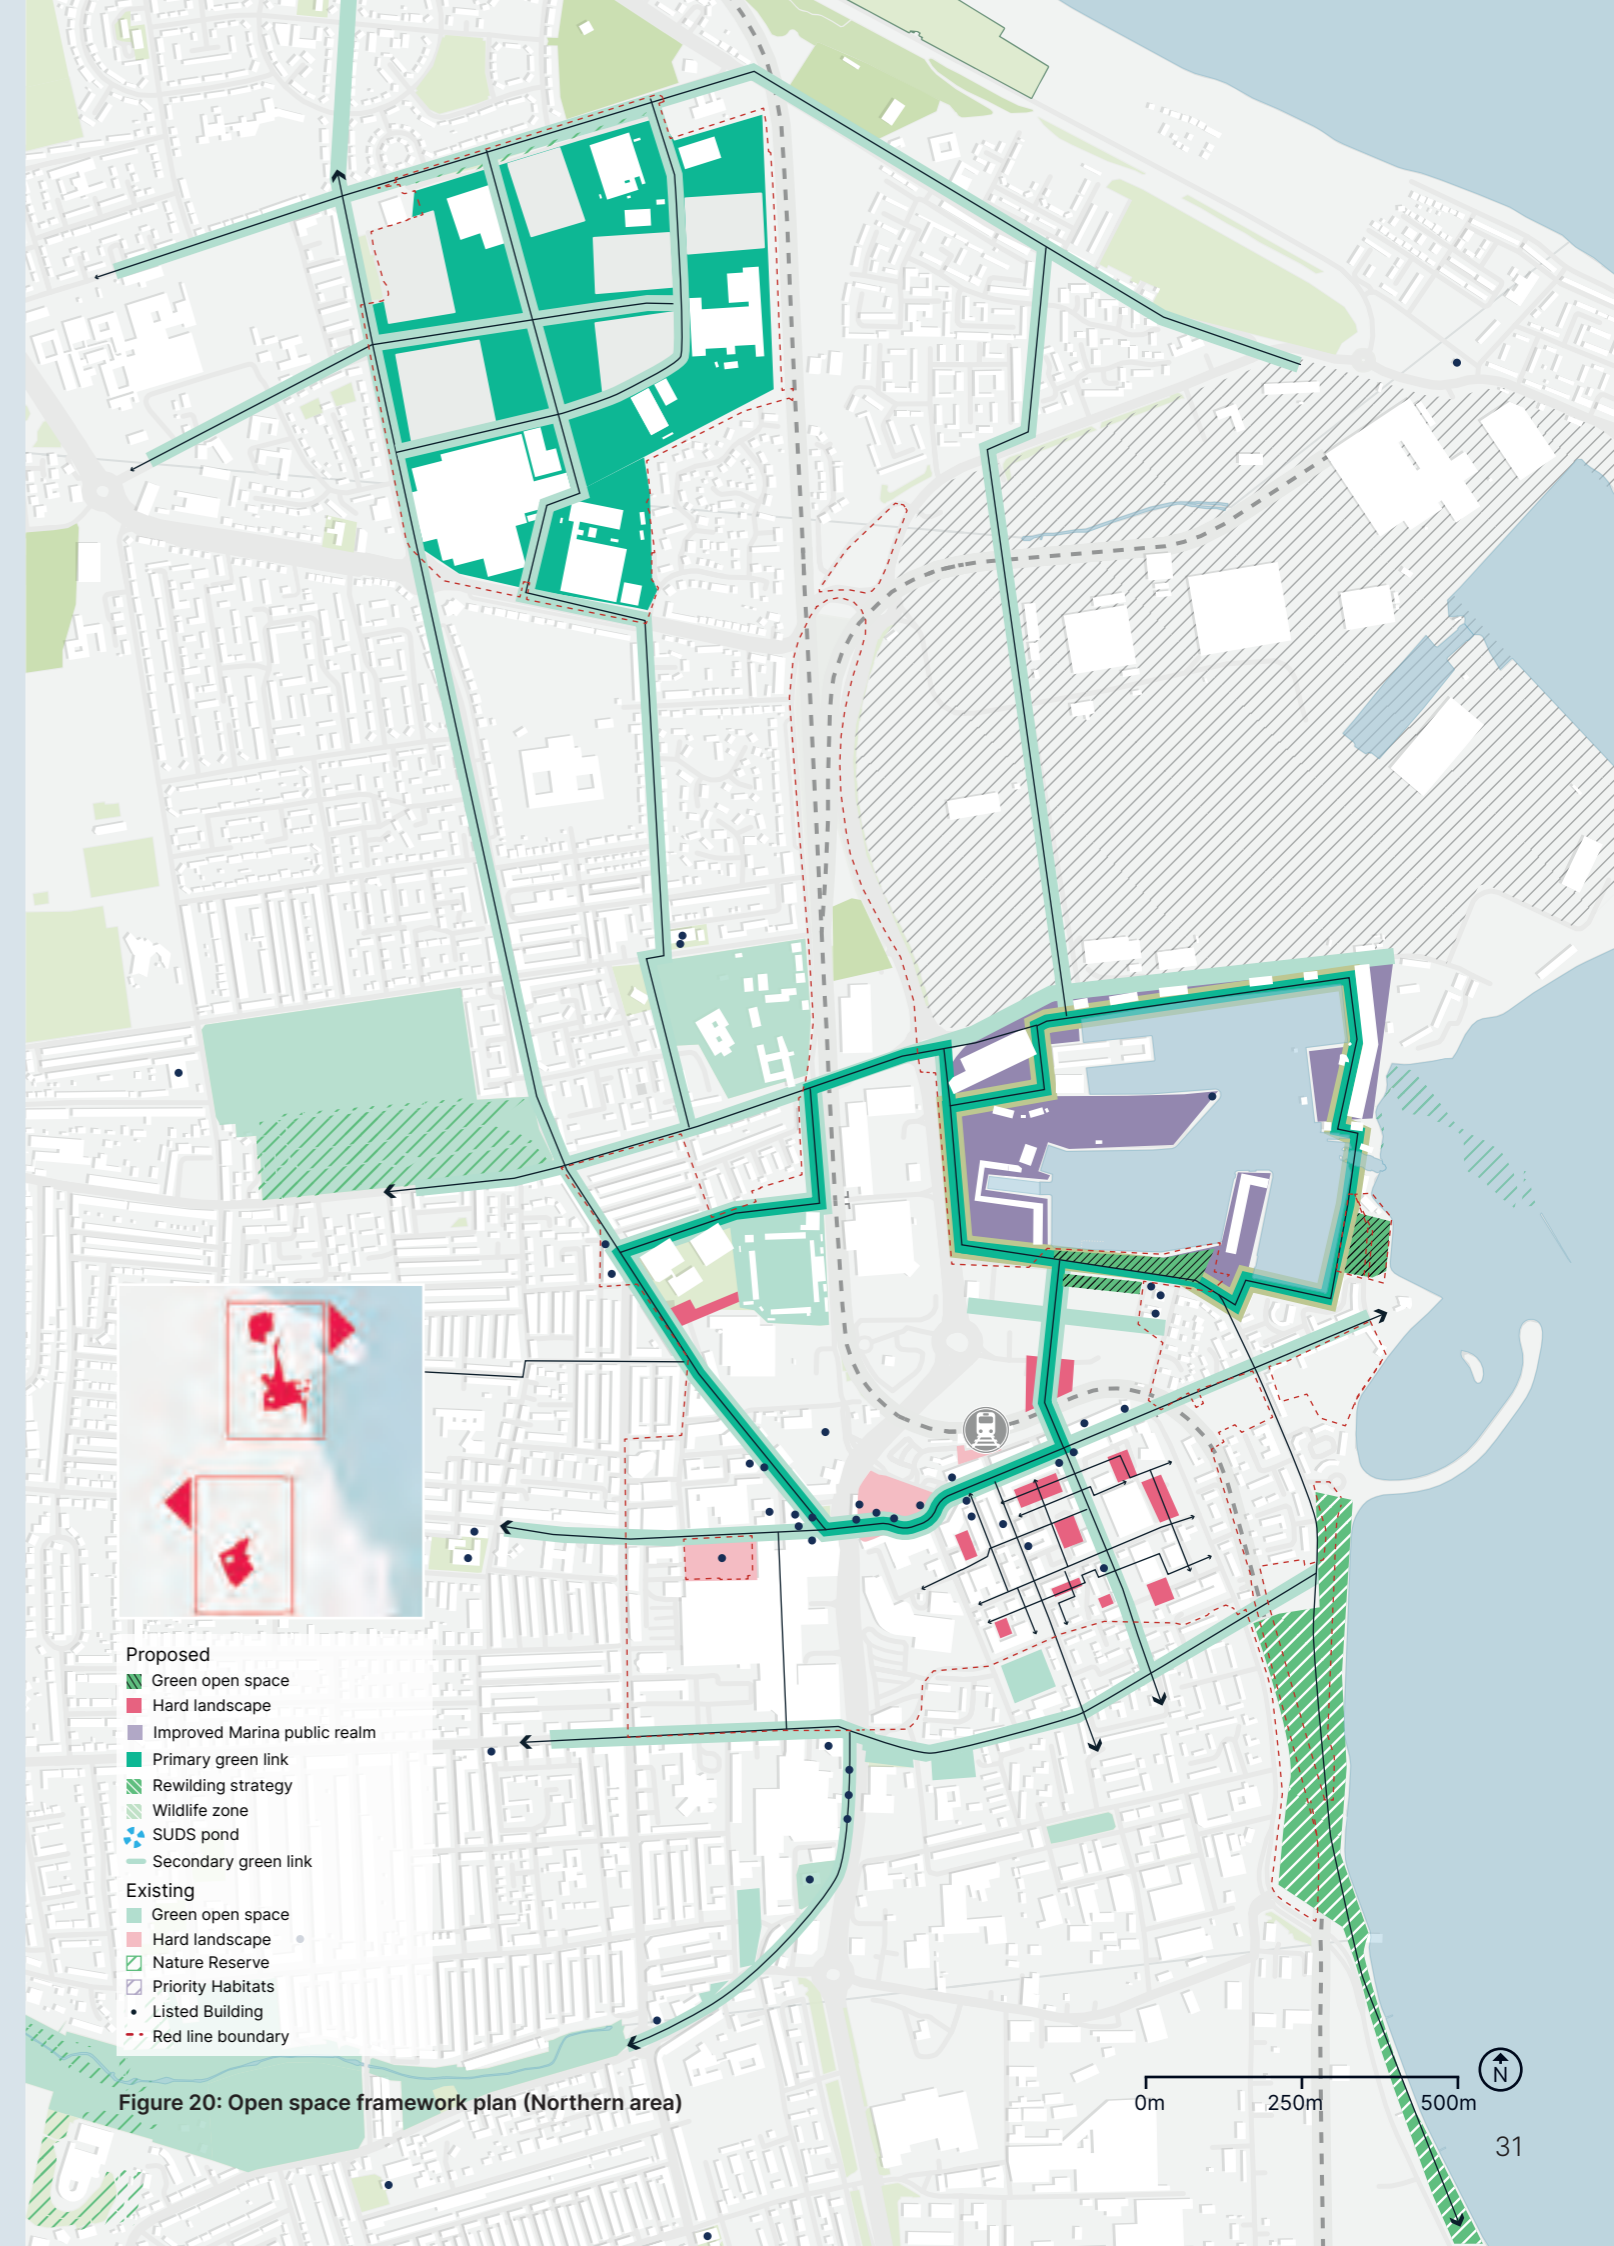 Proposed
Green open space
Hard landscape
Improved Marina public realm
Primary green link
Rewilding strategy
Wildlife zone
SUDS pond
Secondary green link
Existing
Green open space
Hard landscape
Nature Reserve
Priority Habitats
Listed Building
Red line boundary
Figure 20: Open space framework plan (Northern area)
N
0m 250m 500m
31